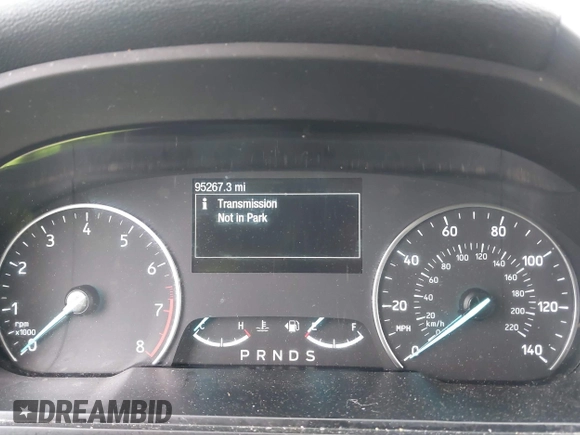 95267.3 mi
i Transmission
Not in Park
0 1 2 3 4 5 6 7 8
rpm
x1000
C H
E F
P R N D S
0 20 40 60 80 100 120 140
MPH
0 20 40 60 80 100 120 140 160 180 200 220
km/h
DREAMBID